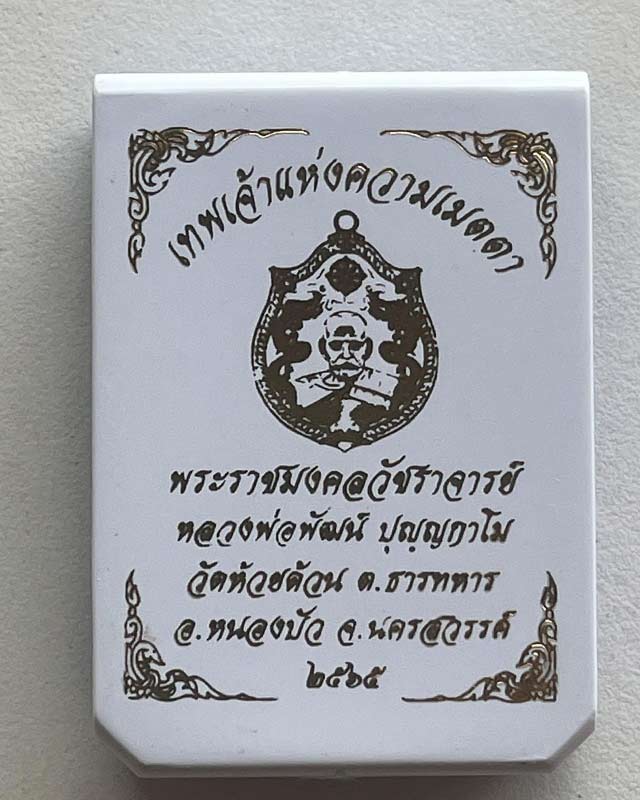 เทพเจ้าแห่งความเมตตา
พระราชมงคลวัชราจารย์
หลวงพ่อพัฒน์ ปุญฺญกาโม
วัดห้วยด้วน ต.ธารทหาร
อ.หนองบัว จ.นครสวรรค์
๒๕๖๕